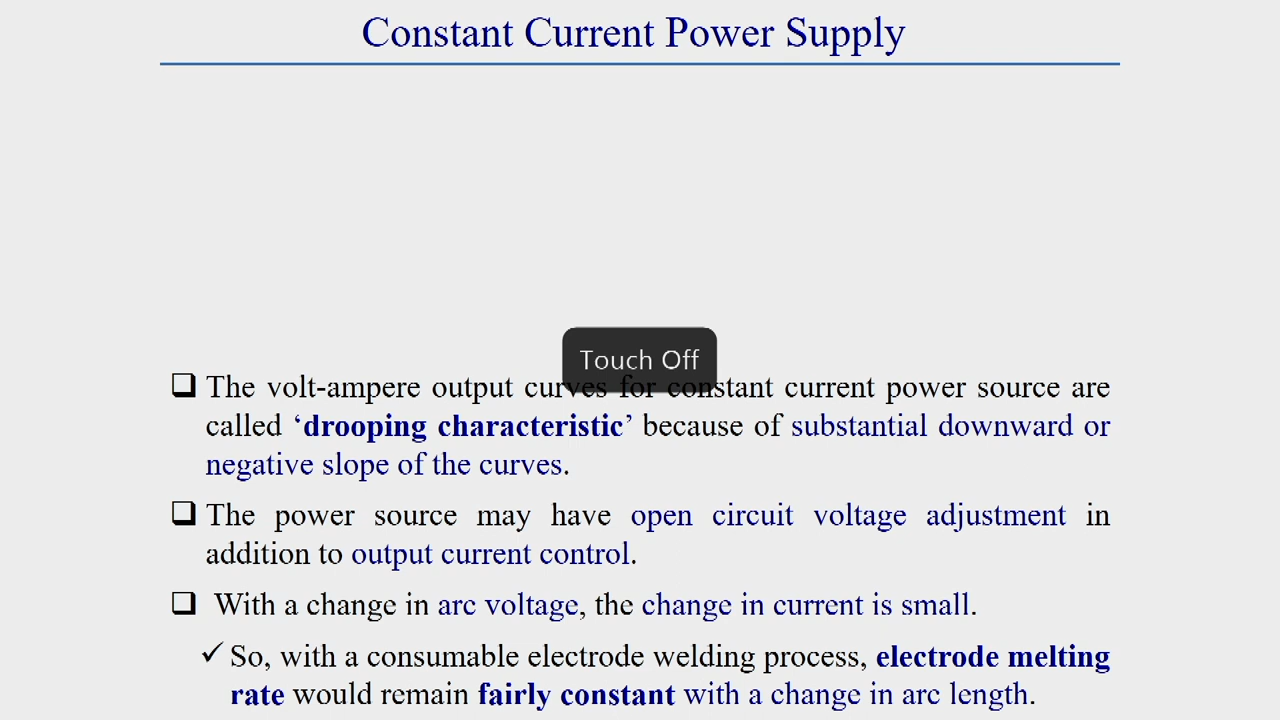 Constant Current Power Supply
Touch Off
❑ The volt-ampere output curves for constant current power source are
called ‘drooping characteristic’ because of substantial downward or
negative slope of the curves.
❑ The power source may have open circuit voltage adjustment in
addition to output current control.
❑ With a change in arc voltage, the change in current is small.
✓ So, with a consumable electrode welding process, electrode melting
rate would remain fairly constant with a change in arc length.